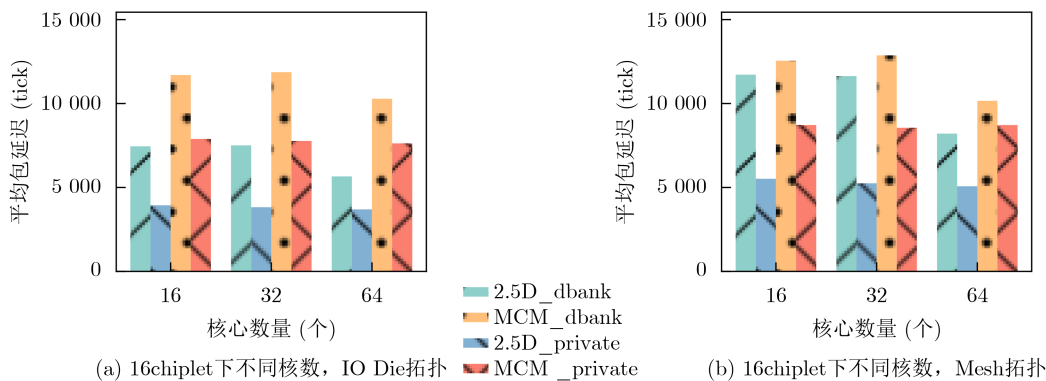 15 000
10 000
5 000
0
平均包延迟 (tick)
16
32
64
核心数量 (个)
(a) 16chiplet下不同核数，IO Die拓扑
2.5D_dbank
MCM_dbank
2.5D_private
MCM _private
15 000
10 000
5 000
0
平均包延迟 (tick)
16
32
64
核心数量 (个)
(b) 16chiplet下不同核数，Mesh拓扑